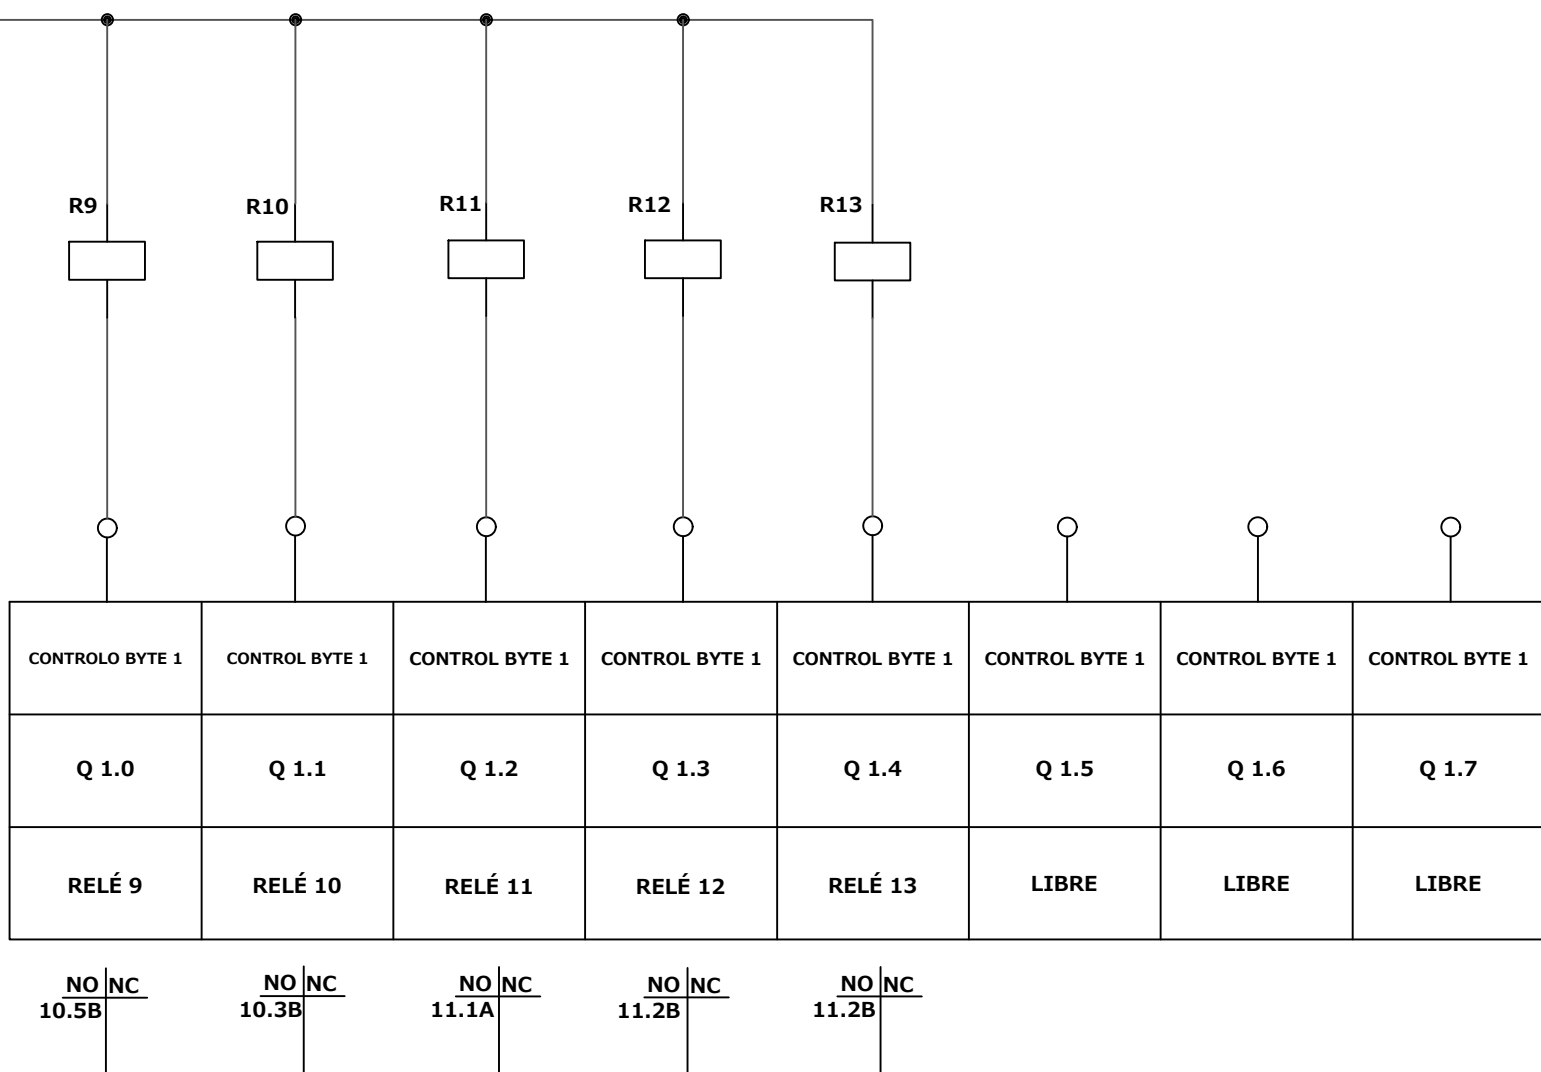 R9 R10 R11 R12 R13
CONTROLO BYTE 1 CONTROL BYTE 1 CONTROL BYTE 1 CONTROL BYTE 1 CONTROL BYTE 1 CONTROL BYTE 1 CONTROL BYTE 1 CONTROL BYTE 1
Q 1.0 Q 1.1 Q 1.2 Q 1.3 Q 1.4 Q 1.5 Q 1.6 Q 1.7
RELÉ 9 RELÉ 10 RELÉ 11 RELÉ 12 RELÉ 13 LIBRE LIBRE LIBRE
NO NC NO NC NO NC NO NC NO NC
10.5B 10.3B 11.1A 11.2B 11.2B